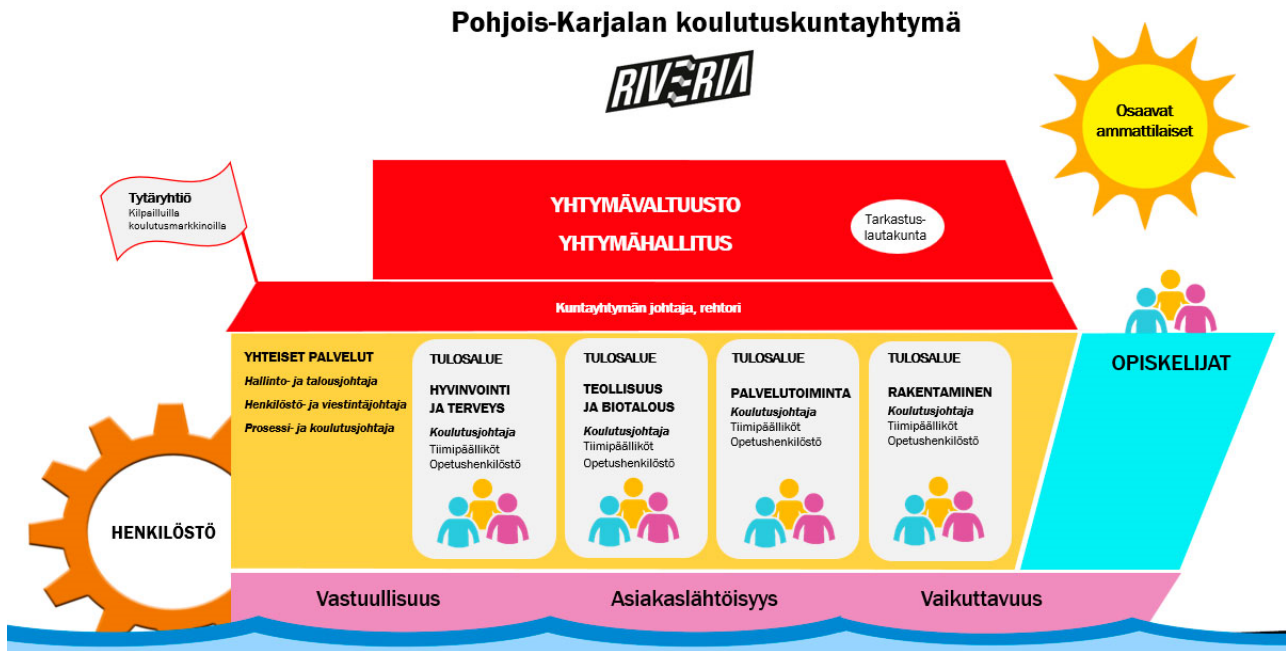 Pohjois-Karjalan koulutuskuntayhtymä
RIVERIA
Osaavat
ammattilaiset
Tytäryhtiö
Kilpailluilla
koulutusmarkkinoilla
YHTYMÄVALTUUSTO
YHTYMÄHALLITUS
Tarkastus-
lautakunta
Kuntayhtymän johtaja, rehtori
YHTEISET PALVELUT
Hallinto- ja talousjohtaja
Henkilöstö- ja viestintäjohtaja
Prosessi- ja koulutusjohtaja
TULOSALUE
HYVINVOINTI
JA TERVEYS
Koulutusjohtaja
Tiimipäälliköt
Opetushenkilöstö
TULOSALUE
TEOLLISUUS
JA BIOTALOUS
Koulutusjohtaja
Tiimipäälliköt
Opetushenkilöstö
TULOSALUE
PALVELUTOIMINTA
Koulutusjohtaja
Tiimipäälliköt
Opetushenkilöstö
TULOSALUE
RAKENTAMINEN
Koulutusjohtaja
Tiimipäälliköt
Opetushenkilöstö
OPISKELIJAT
HENKILÖSTÖ
Vastuullisuus
Asiakaslähtöisyys
Vaikuttavuus